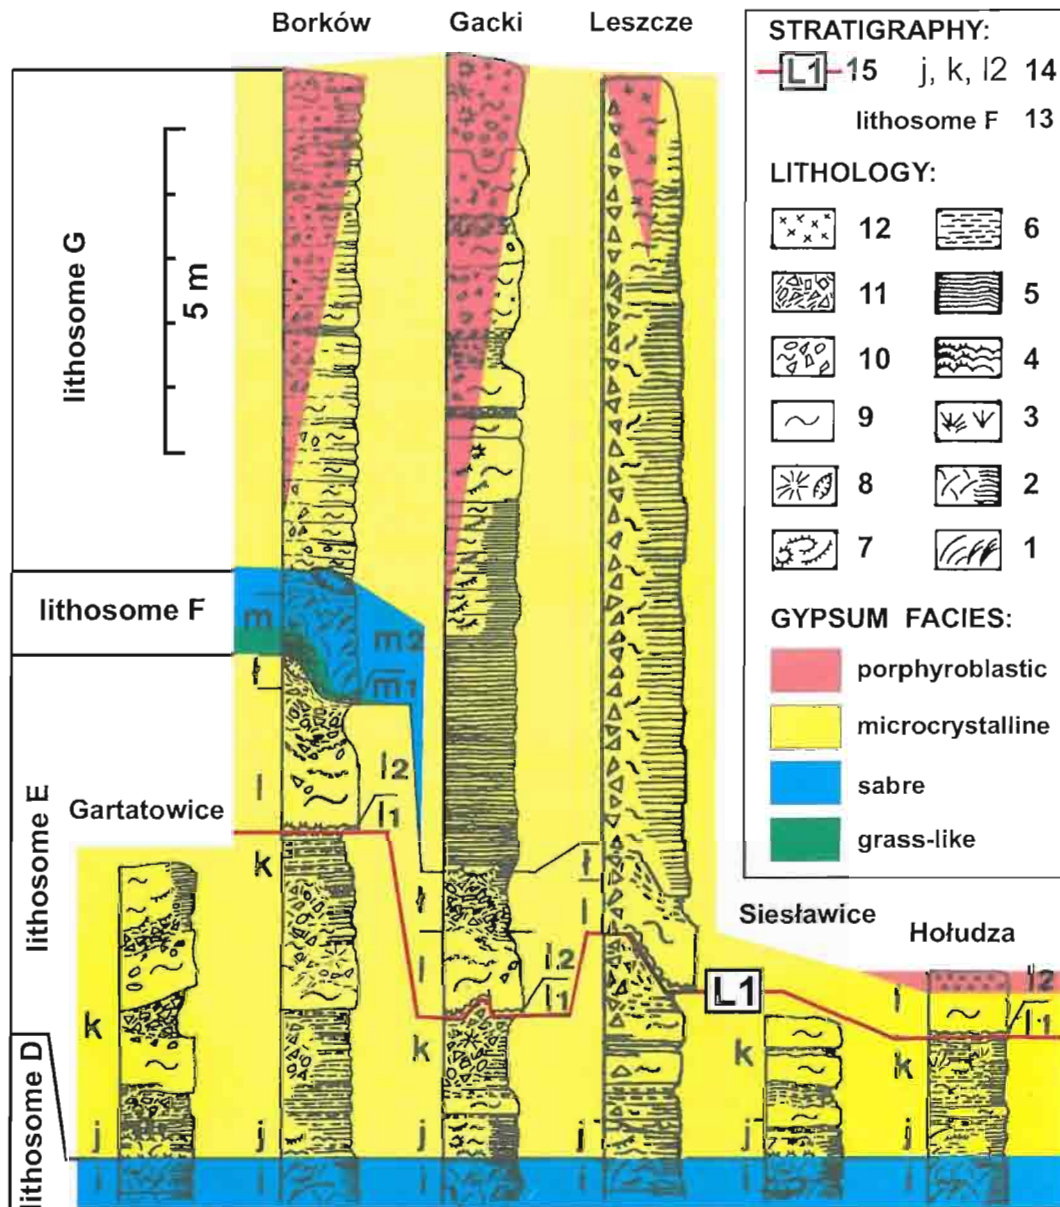 Borków Gacki Leszcze
STRATIGRAPHY:
L1 15 j, k, l2 14
lithosome F 13
LITHOLOGY:
12 6
11 5
10 4
9 3
8 2
7 1
GYPSUM FACIES:
porphyroblastic
microcrystalline
sabre
grass-like
lithosome G
5 m
lithosome F
m m2
m1
ł
lithosome E
l l2
l1
Gartatowice
k
ł ł
l l
l2
l1
Siesławice Hołudza
L1
l l2
l1
k k k k
lithosome D
j j j j j j
i i i i i i